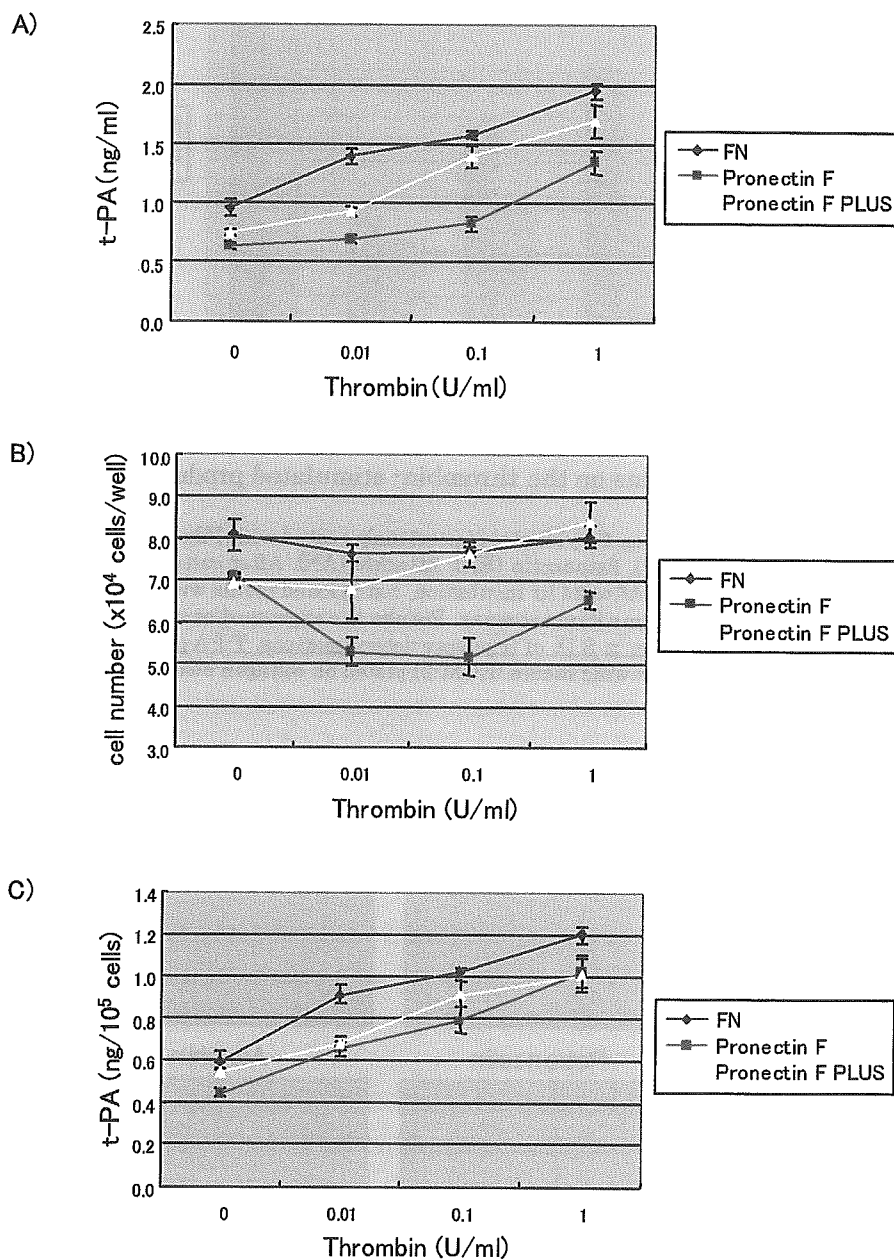 A)
t-PA(ng/ml)
2.5
2.0
1.5
1.0
0.5
0.0
0 0.01 0.1 1
Thrombin(U/ml)
FN
Pronectin F
Pronectin F PLUS
B)
cell number (x10⁴ cells/well)
10.0
9.0
8.0
7.0
6.0
5.0
4.0
3.0
0 0.01 0.1 1
Thrombin (U/ml)
FN
Pronectin F
Pronectin F PLUS
C)
t-PA (ng/10⁵ cells)
1.4
1.2
1.0
0.8
0.6
0.4
0.2
0.0
0 0.01 0.1 1
Thrombin (U/ml)
FN
Pronectin F
Pronectin F PLUS